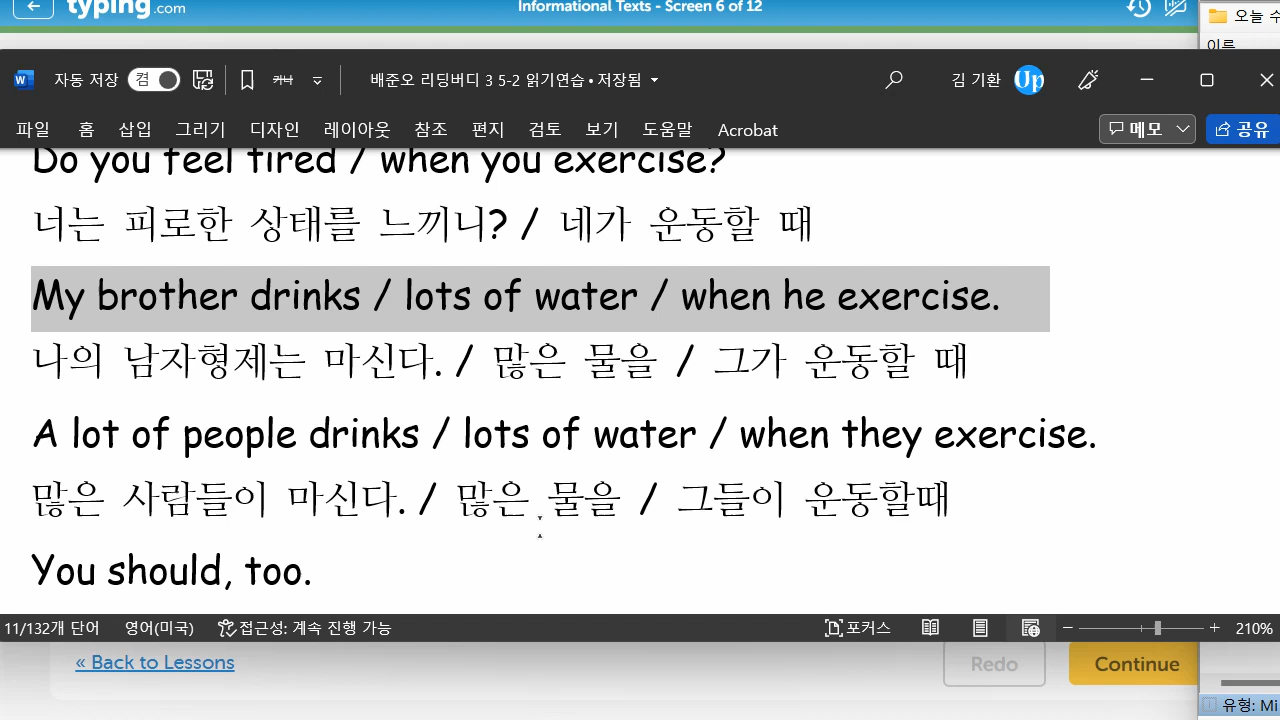 typing.com
Informational Texts - Screen 6 of 12
오늘 수
이름
자동 저장 켬 가나 배준오 리딩버디 3 5-2 읽기연습 • 저장됨 김 기환 Up
파일 홈 삽입 그리기 디자인 레이아웃 참조 편지 검토 보기 도움말 Acrobat 메모 공유
Do you feel tired / when you exercise?
너는 피로한 상태를 느끼니? / 네가 운동할 때
My brother drinks / lots of water / when he exercise.
나의 남자형제는 마신다. / 많은 물을 / 그가 운동할 때
A lot of people drinks / lots of water / when they exercise.
많은 사람들이 마신다. / 많은 물을 / 그들이 운동할때
You should, too.
11/132개 단어 영어(미국) 접근성: 계속 진행 가능 포커스 210%
« Back to Lessons Redo Continue
유형: Mi